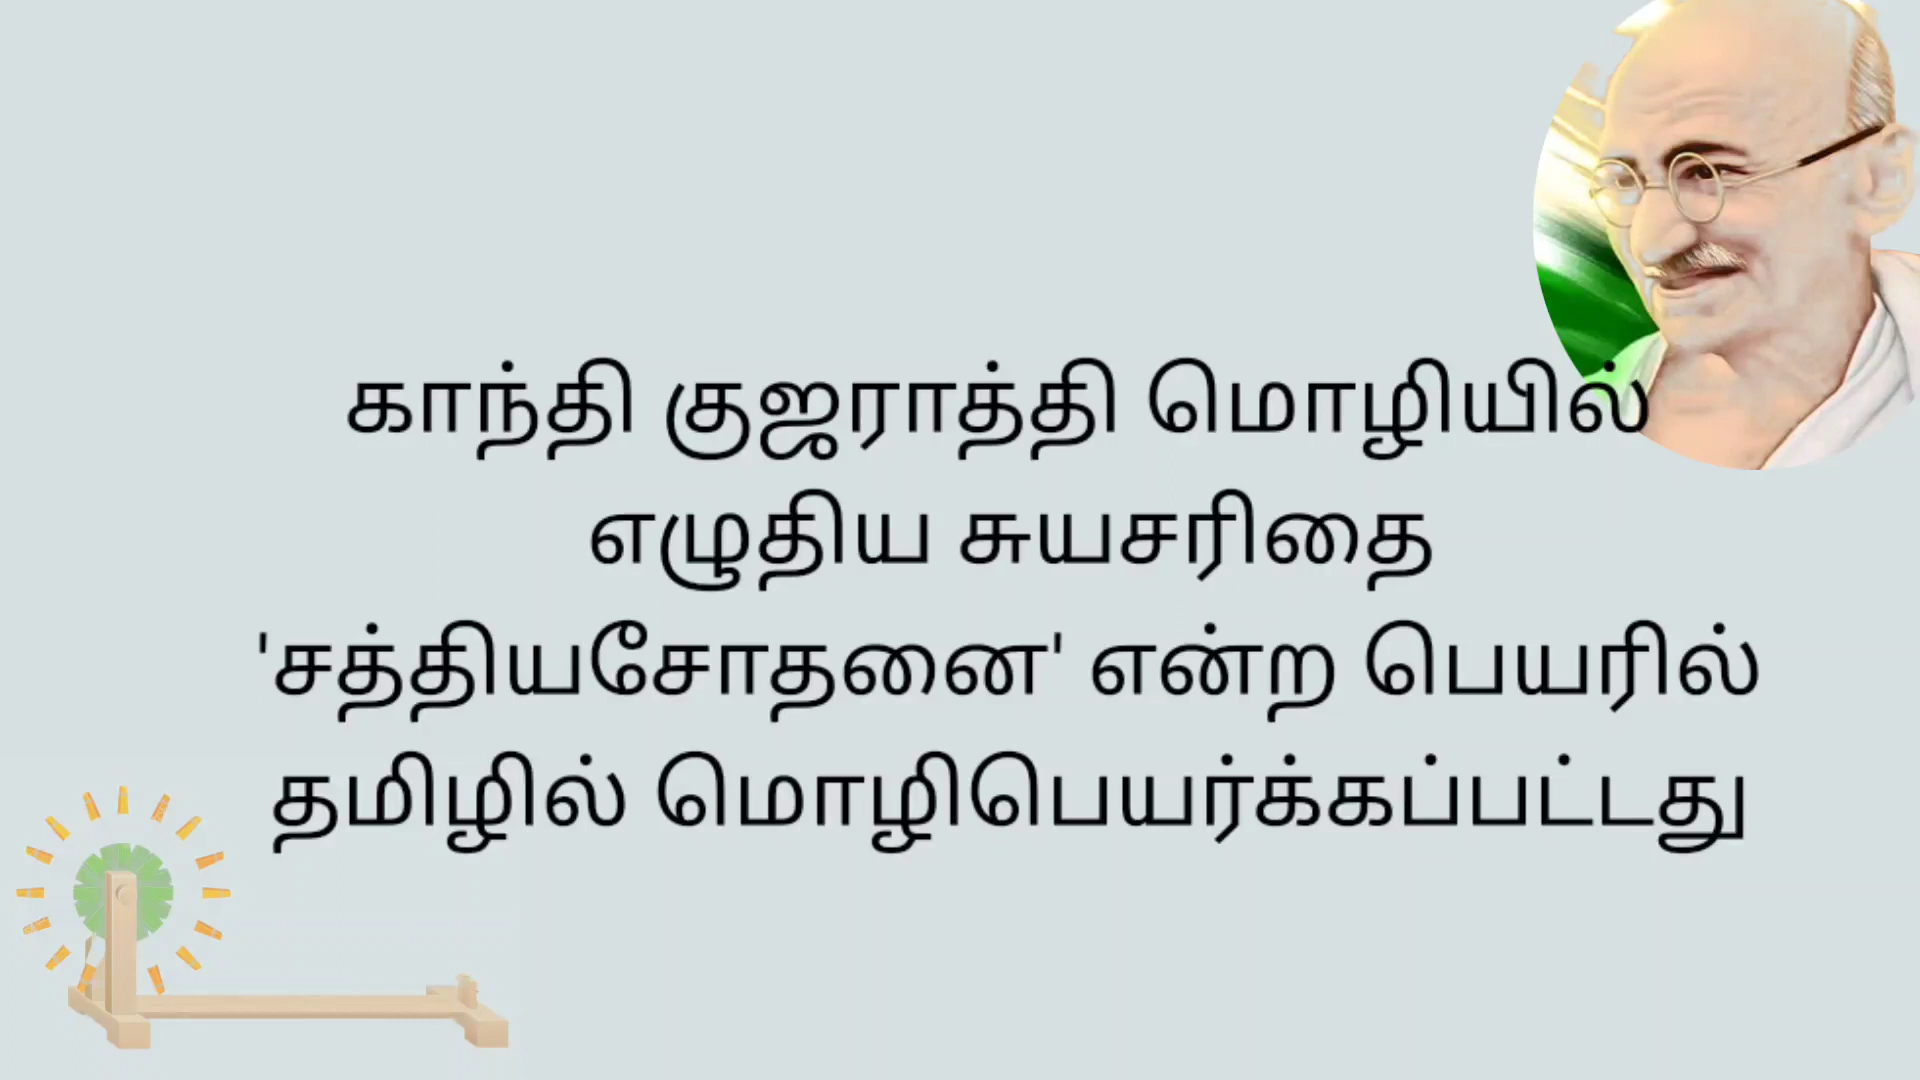 காந்தி குஜராத்தி மொழியில்
எழுதிய சுயசரிதை
'சத்தியசோதனை' என்ற பெயரில்
தமிழில் மொழிபெயர்க்கப்பட்டது